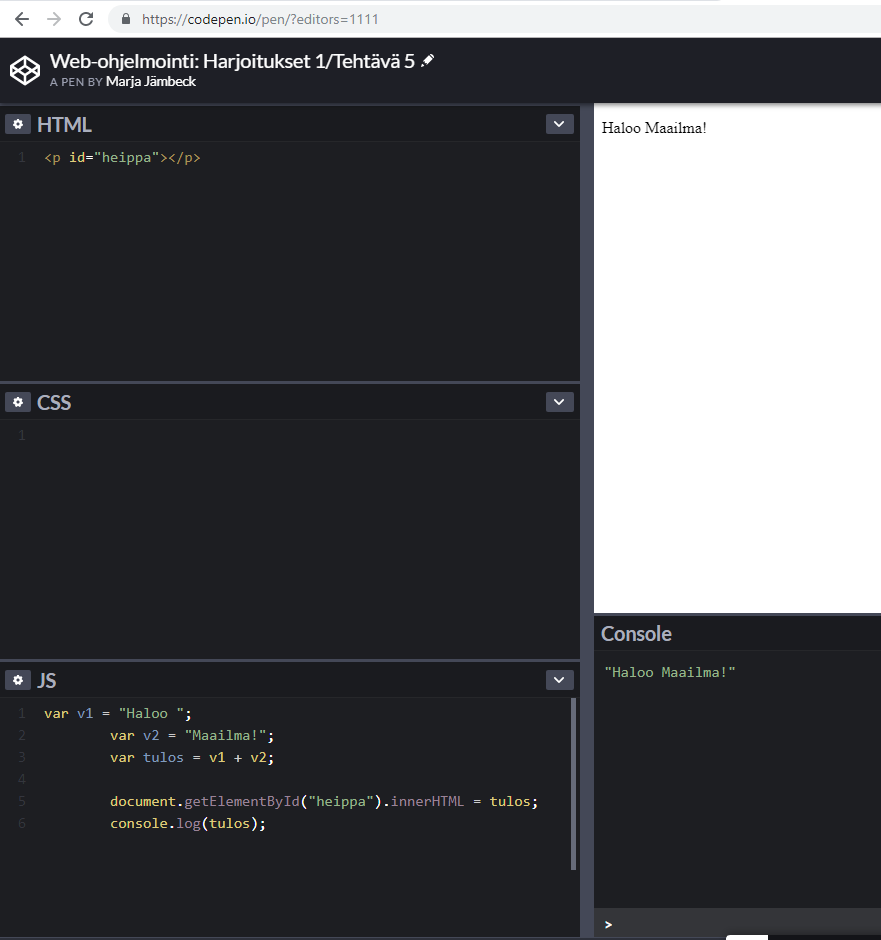 https://codepen.io/pen/?editors=1111
Web-ohjelmointi: Harjoitukset 1/Tehtävä 5
A PEN BY Marja Jämbeck
HTML
1 <p id="heippa"></p>
CSS
1
JS
1 var v1 = "Haloo ";
2 var v2 = "Maailma!";
3 var tulos = v1 + v2;
4
5 document.getElementById("heippa").innerHTML = tulos;
6 console.log(tulos);
Haloo Maailma!
Console
"Haloo Maailma!"
>